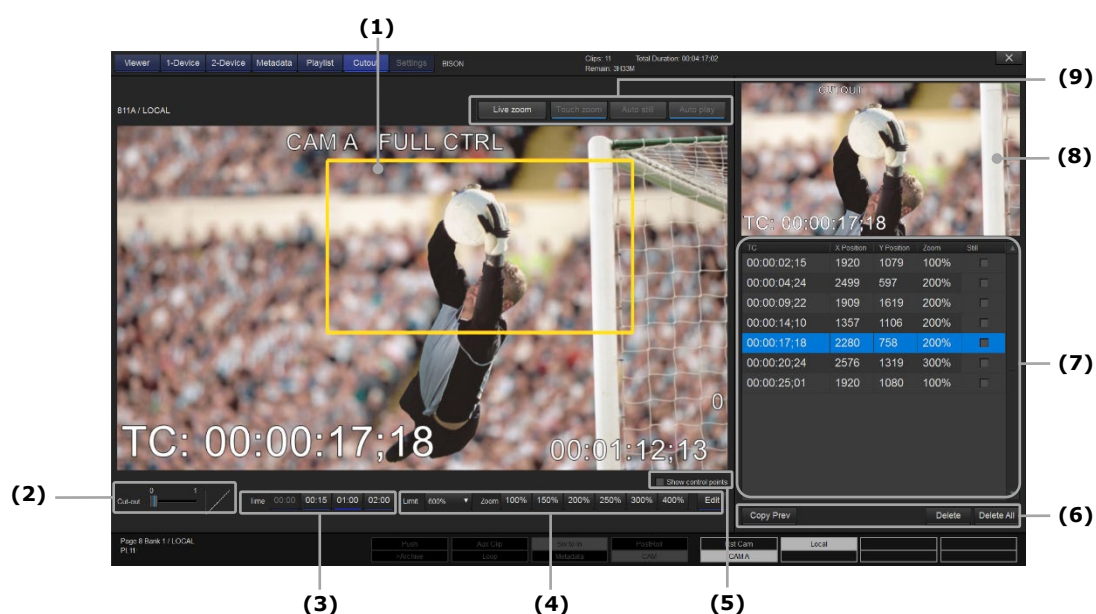 (1)
Viewer 1-Device 2-Device Metadata Playlist Cutout Settings BISON
Clips: 11 Total Duration: 00:04:17;02
Remain: 3H33M
(9)
811A / LOCAL
Live zoom Touch zoom Auto still Auto play
CUTOUT
CAM A FULL CTRL
(8)
TC: 00:00:17;18
TC X Position Y Position Zoom Still
00:00:02;15 1920 1079 100%
00:00:04;24 2499 597 200%
00:00:09;22 1909 1619 200%
00:00:14;10 1357 1106 200%
00:00:17;18 2280 758 200%
00:00:20;24 2576 1319 300%
00:00:25;01 1920 1080 100%
(7)
0
TC: 00:00:17;18
00:01:12;13
Show control points
(2)
Cut-out 0 1
Time 00:00 00:15 01:00 02:00
Limit 600% Zoom 100% 150% 200% 250% 300% 400% Edit
Copy Prev Delete Delete All
(6)
Page 8 Bank 1 / LOCAL
PL 11
Push Aux Clip PostRoll
Archive Loop Metadata CAM
Local
CAM A
(3)
(4)
(5)